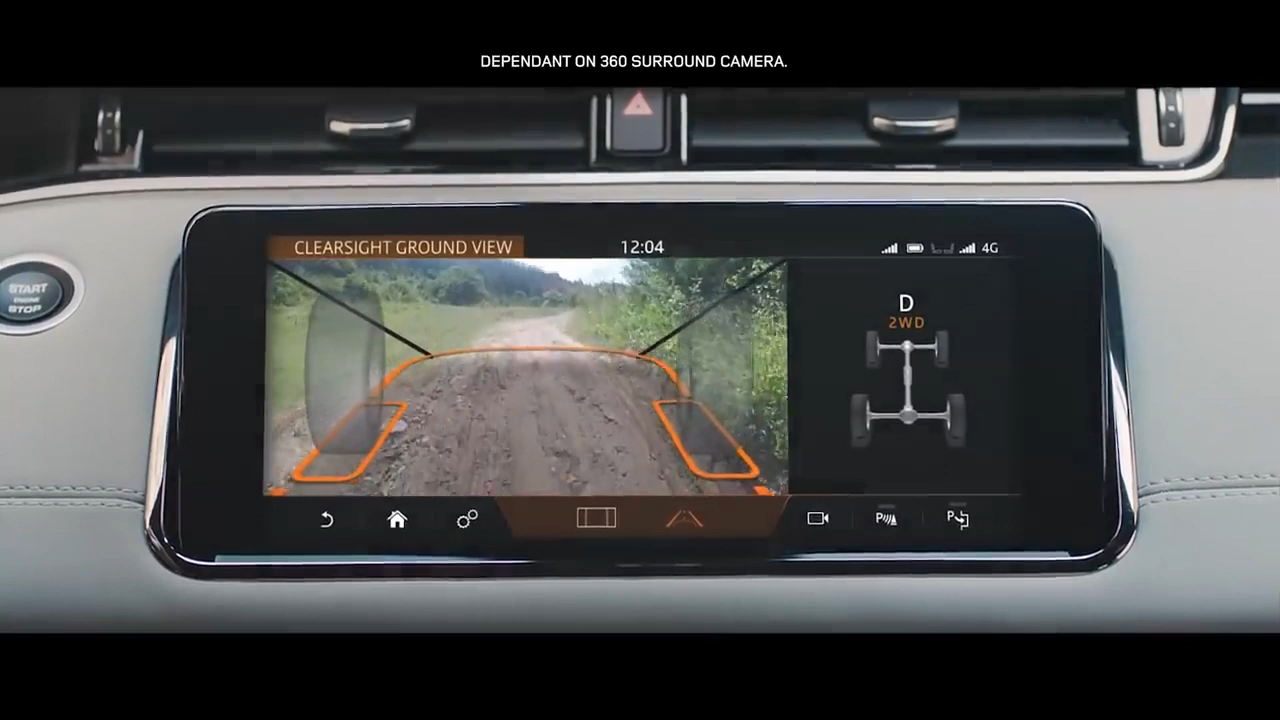 DEPENDANT ON 360 SURROUND CAMERA.
CLEARSIGHT GROUND VIEW
12:04
4G
START
ENGINE
STOP
D
2WD
P
P